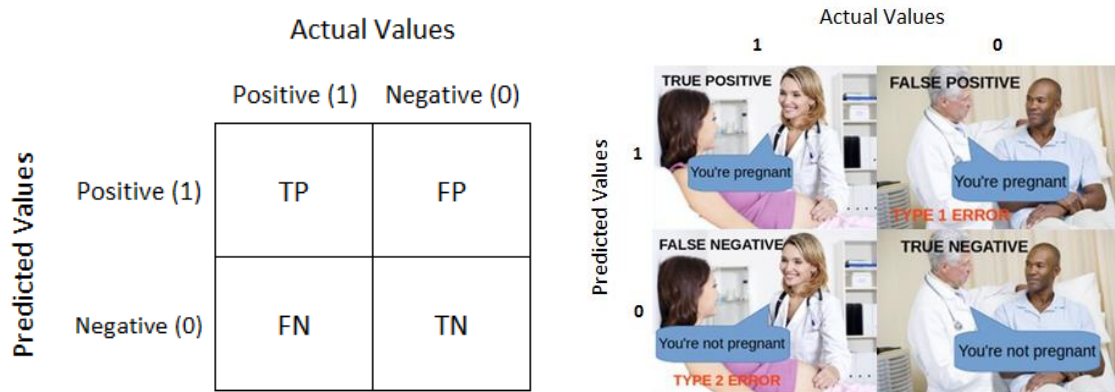 Actual Values
Positive (1) Negative (0)
Predicted Values
Positive (1) TP FP
Negative (0) FN TN
Actual Values
1 0
Predicted Values
1
0
TRUE POSITIVE
You're pregnant
FALSE POSITIVE
You're pregnant
TYPE 1 ERROR
FALSE NEGATIVE
You're not pregnant
TYPE 2 ERROR
TRUE NEGATIVE
You're not pregnant